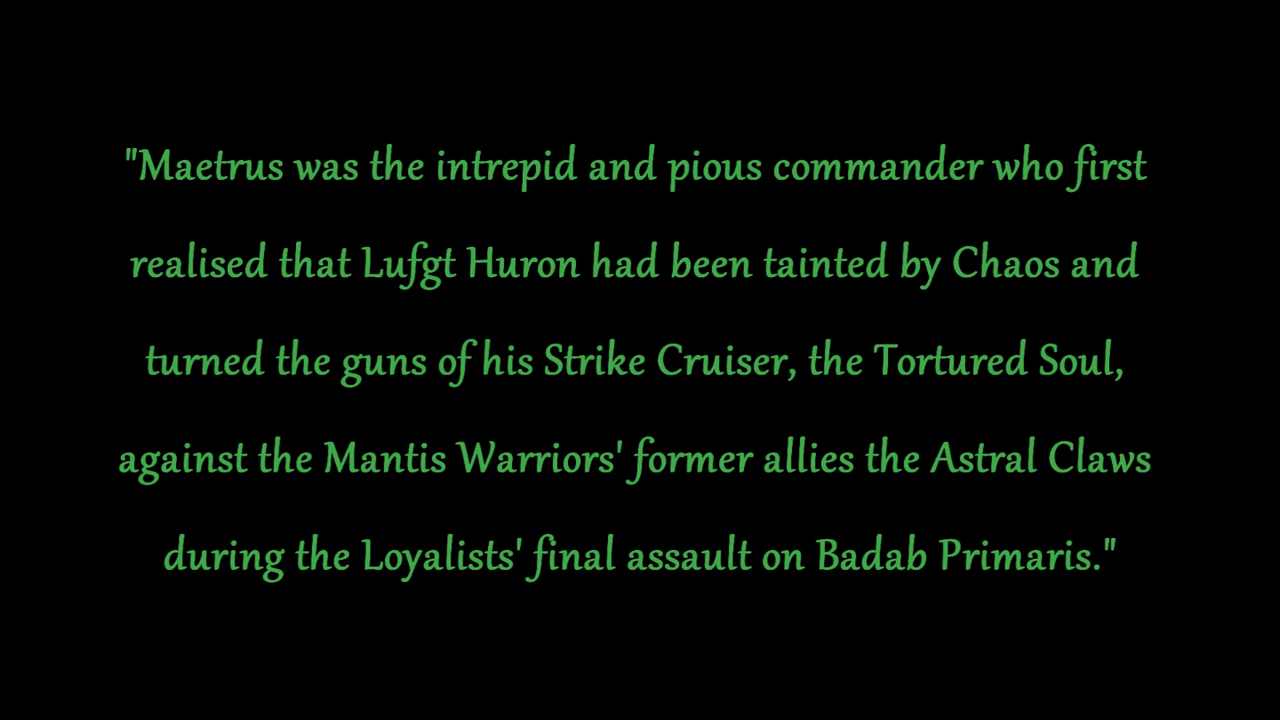 "Maetrus was the intrepid and pious commander who first
realised that Lufgt Huron had been tainted by Chaos and
turned the guns of his Strike Cruiser, the Tortured Soul,
against the Mantis Warriors' former allies the Astral Claws
during the Loyalists' final assault on Badab Primaris."